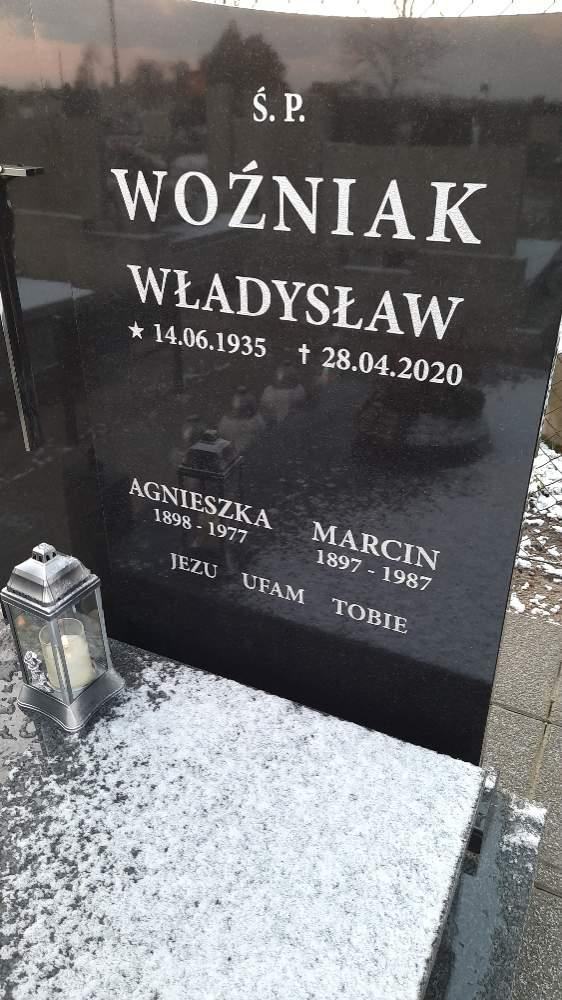 Ś. P.
WOŹNIAK
WŁADYSŁAW
★ 14.06.1935 † 28.04.2020
AGNIESZKA MARCIN
1898 - 1977 1897 - 1987
JEZU UFAM TOBIE